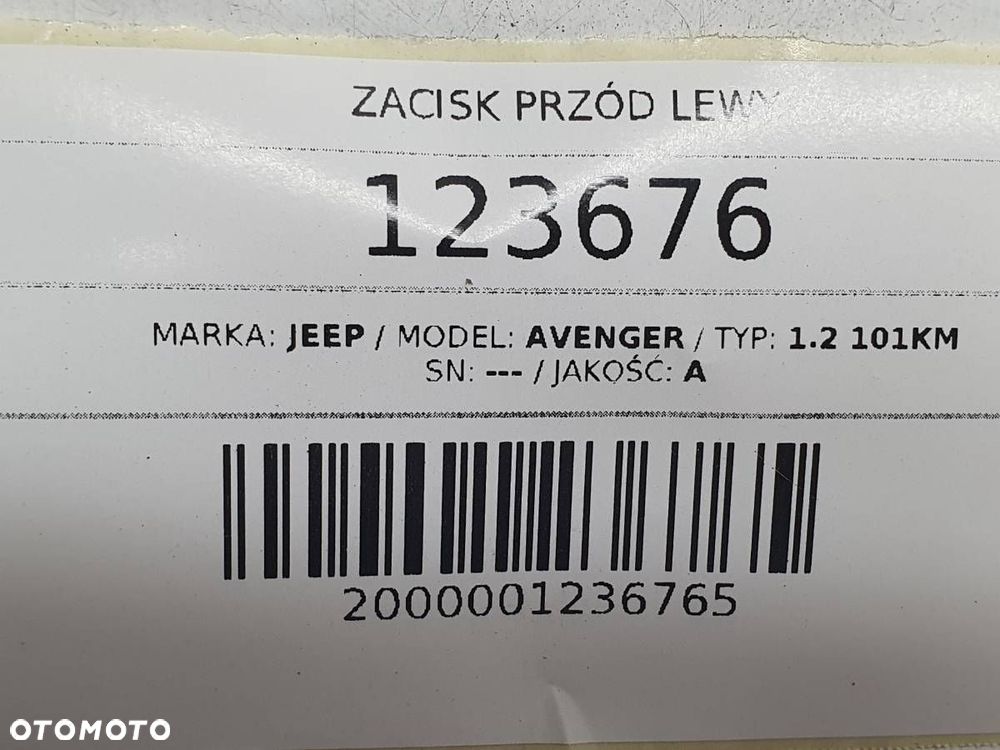 ZACISK PRZÓD LEWY
123676
MARKA: JEEP / MODEL: AVENGER / TYP: 1.2 101KM
SN: --- / JAKOŚĆ: A
2000001236765
OTOMOTO